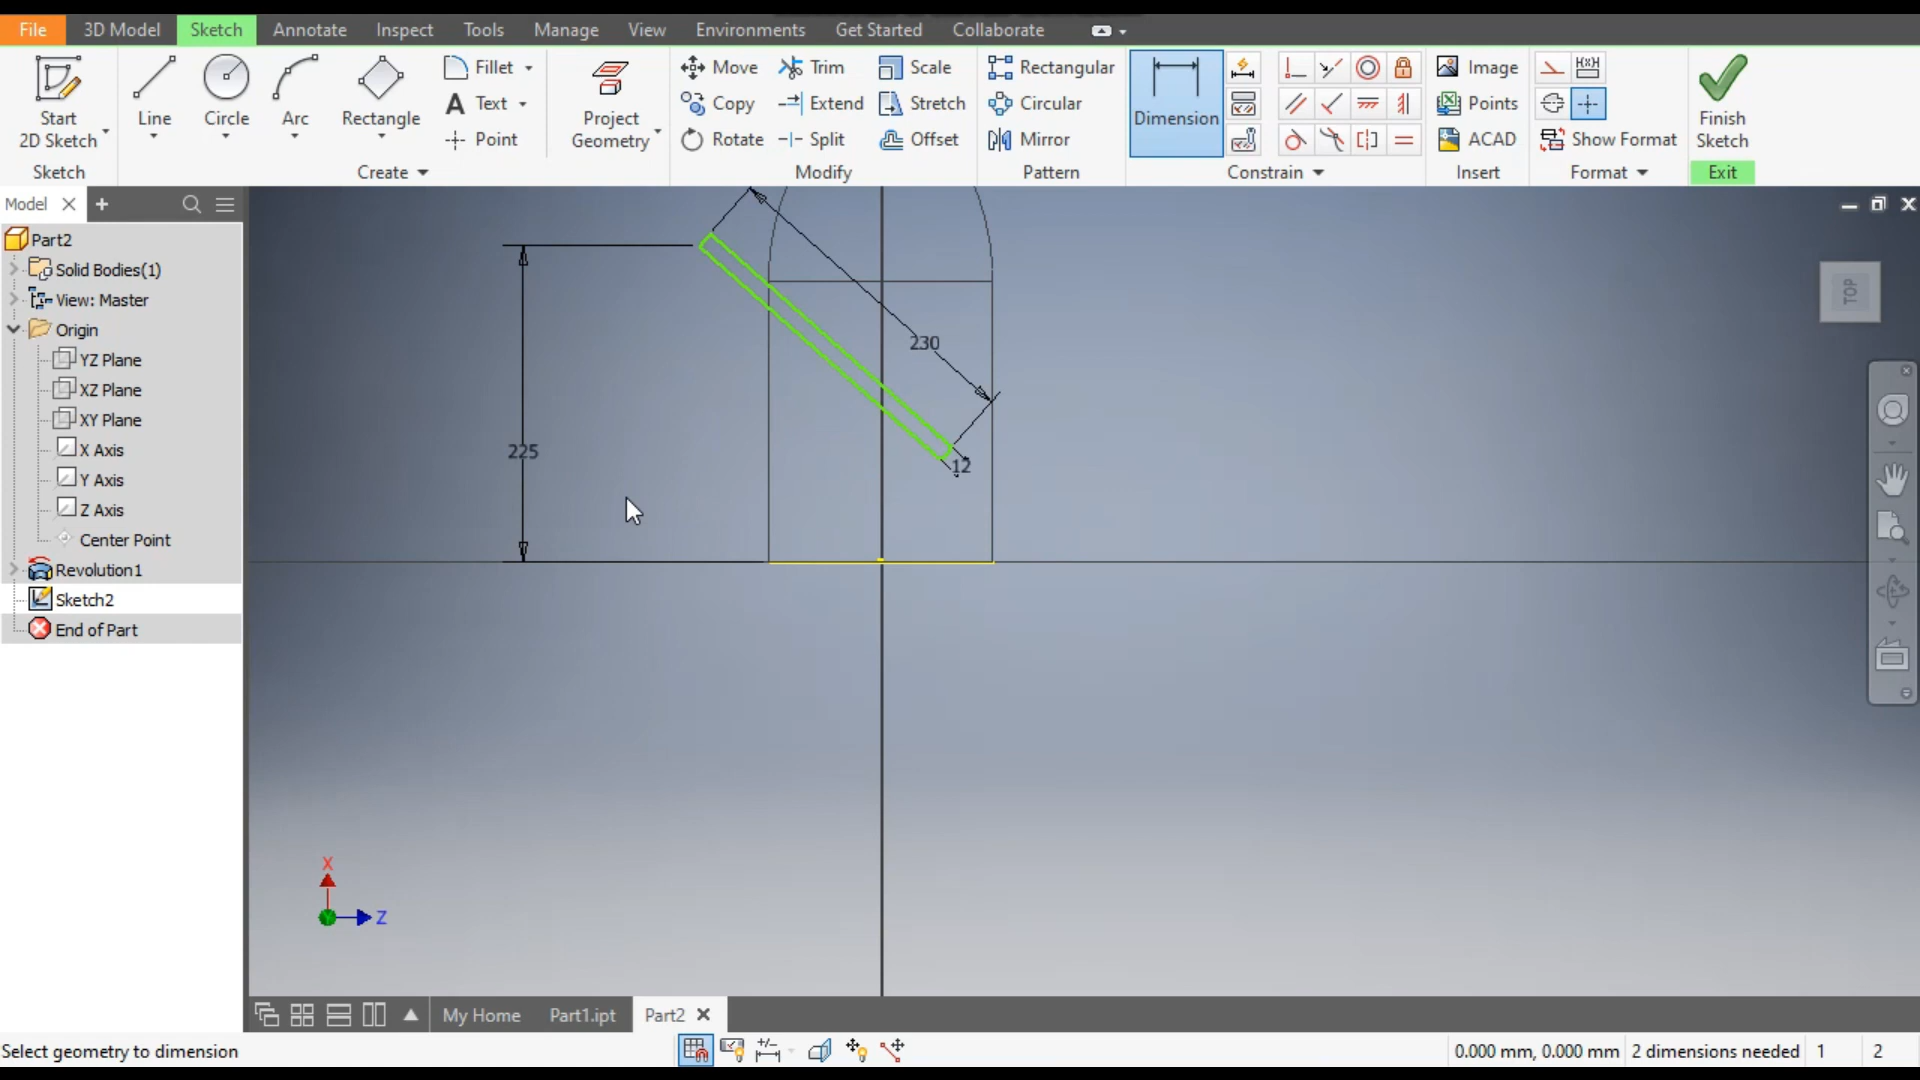 File 3D Model Sketch Annotate Inspect Tools Manage View Environments Get Started Collaborate
Start
2D Sketch
Line
Circle
Arc
Rectangle
Fillet
Text
Point
Project
Geometry
Move
Copy
Rotate
Trim
Extend
Split
Scale
Stretch
Offset
Rectangular
Circular
Mirror
Dimension
Image
Points
ACAD
Show Format
Finish
Sketch
Sketch Create Modify Pattern Constrain Insert Format Exit
Model
Part2
Solid Bodies(1)
View: Master
Origin
YZ Plane
XZ Plane
XY Plane
X Axis
Y Axis
Z Axis
Center Point
Revolution1
Sketch2
End of Part
230
225
12
TOP
X
Z
My Home Part1.ipt Part2
Select geometry to dimension
0.000 mm, 0.000 mm 2 dimensions needed 1 2